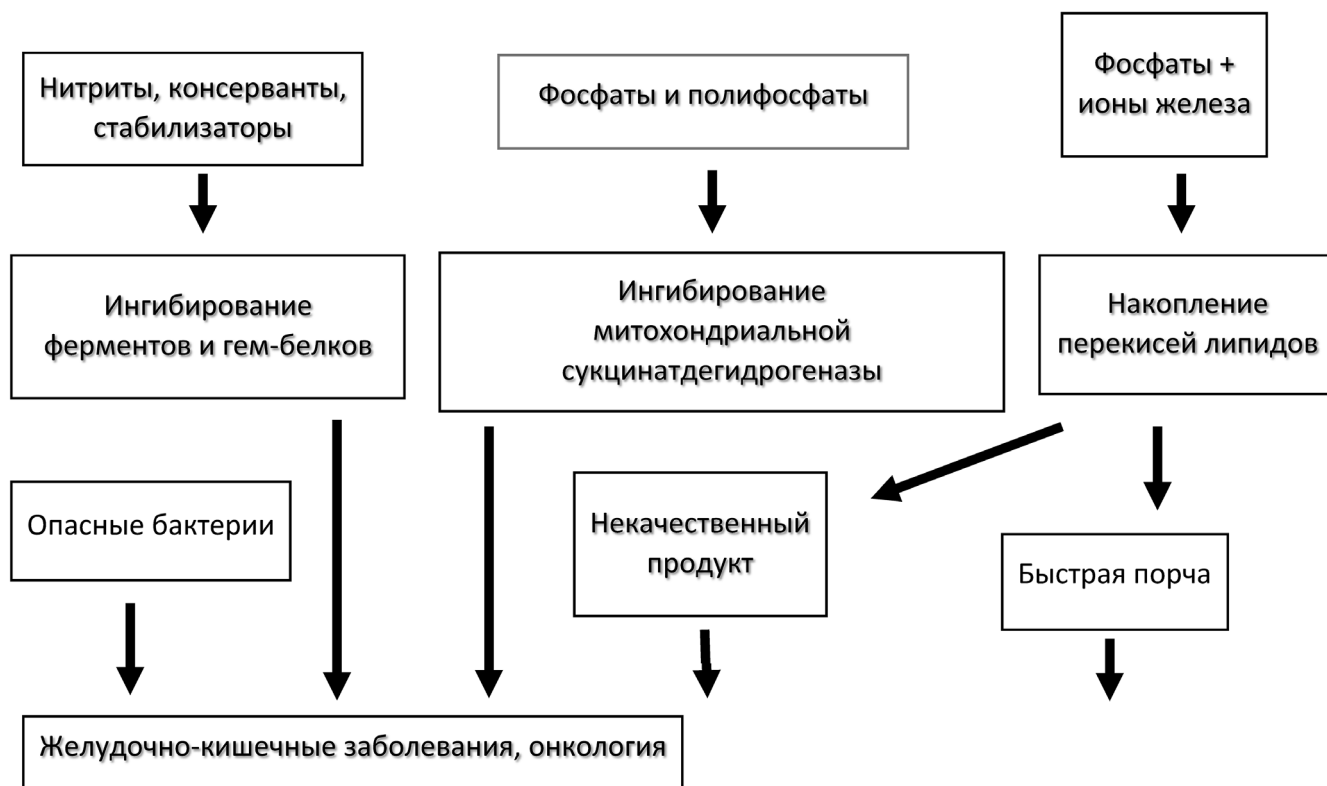 Нитриты, консерванты,
стабилизаторы
Фосфаты и полифосфаты
Фосфаты +
ионы железа
Ингибирование
ферментов и гем-белков
Ингибирование
митохондриальной
сукцинатдегидрогеназы
Накопление
перекисей липидов
Опасные бактерии
Некачественный
продукт
Быстрая порча
Желудочно-кишечные заболевания, онкология